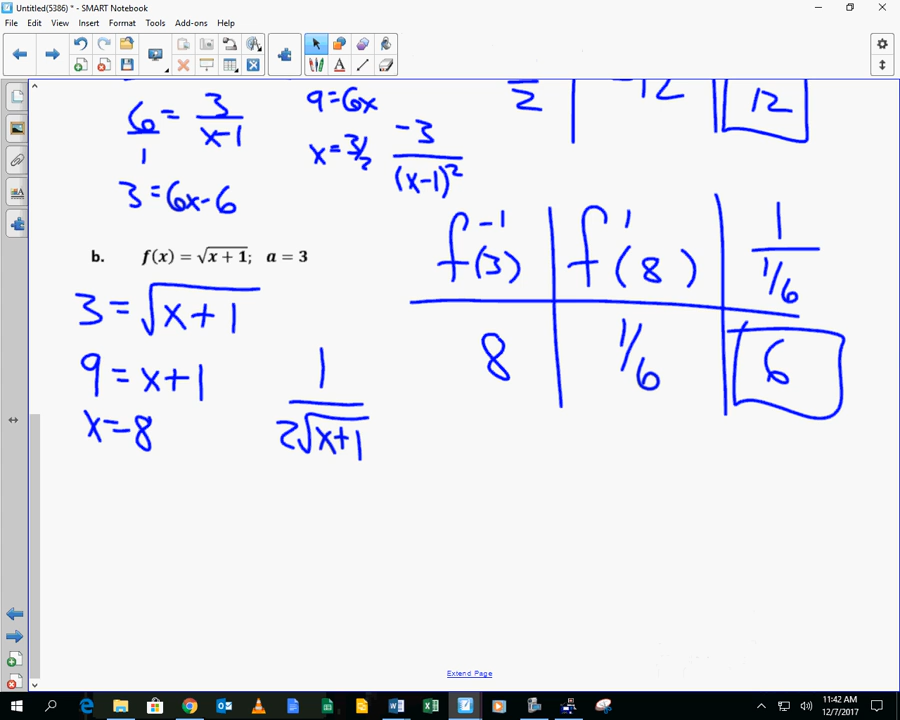 Untitled(5386) * - SMART Notebook
File Edit View Insert Format Tools Add-ons Help
6/1 = 3/(x-1)
9=6x
x=3/2
-3/(x-1)²
3=6x-6
2
-12
12
b. f(x) = √x + 1; a = 3
3 = √x+1
9 = x+1
x=8
1/(2√x+1)
f⁻¹(3) f'(8) 1/(1/6)
8 1/6 6
Extend Page
11:42 AM
12/7/2017